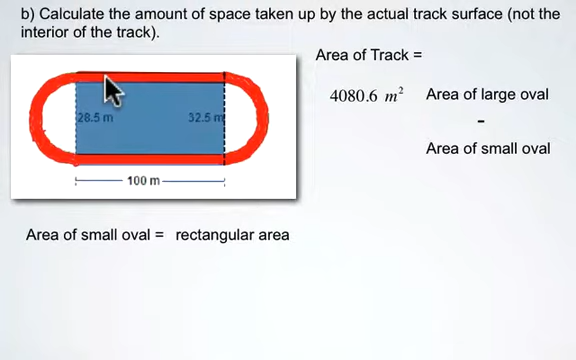 b) Calculate the amount of space taken up by the actual track surface (not the
interior of the track).
Area of Track =
4080.6 m² Area of large oval
-
Area of small oval
28.5 m 32.5 m
100 m
Area of small oval = rectangular area